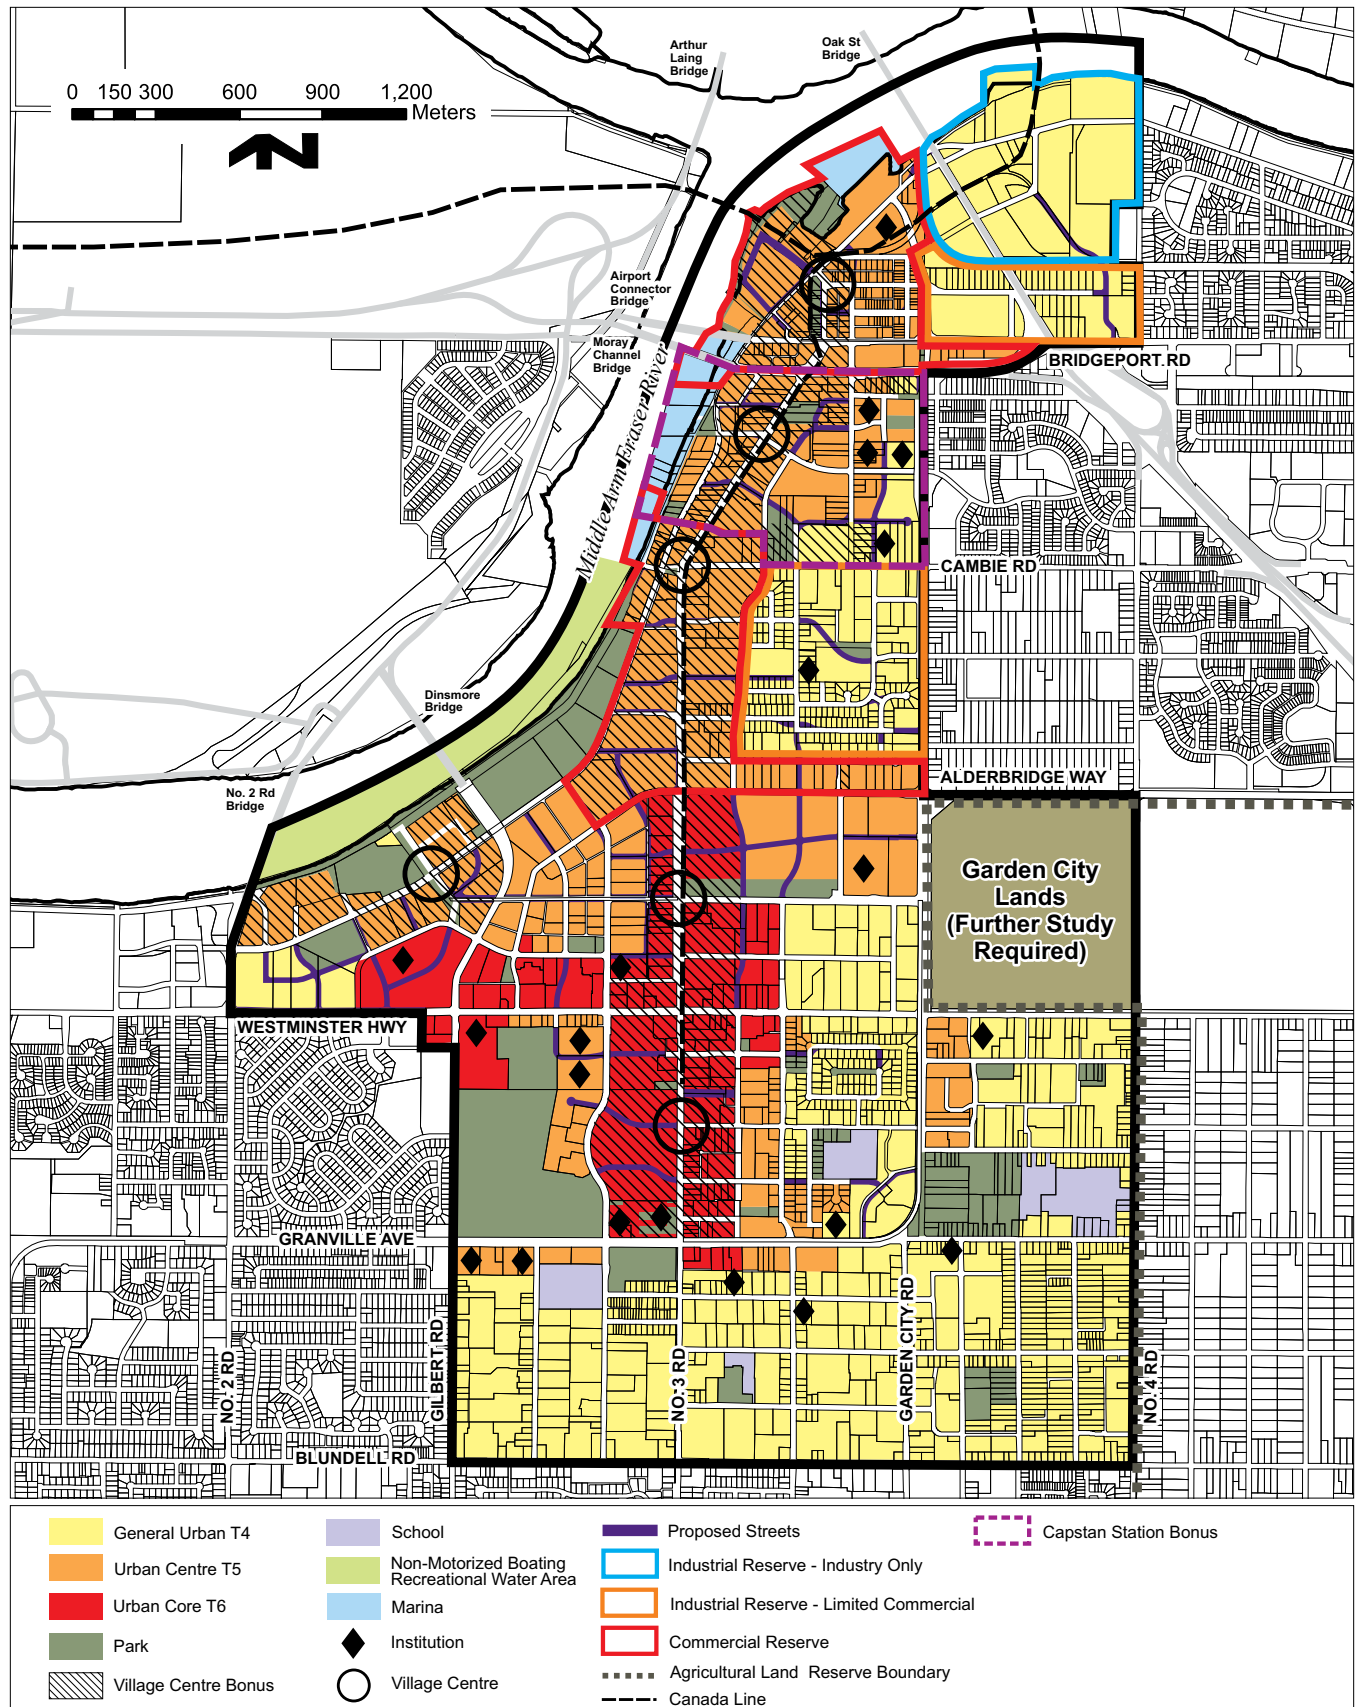 Arthur
Laing
Bridge
Oak St
Bridge
0 150 300 600 900 1,200
Meters
N
Airport
Connector
Bridge
Moray
Channel
Bridge
BRIDGEPORT RD
Middle Arm Fraser River
CAMBIE RD
Dinsmore
Bridge
No. 2 Rd
Bridge
ALDERBRIDGE WAY
Garden City
Lands
(Further Study
Required)
WESTMINSTER HWY
GRANVILLE AVE
NO. 2 RD
GILBERT RD
NO. 3 RD
GARDEN CITY RD
NO. 4 RD
BLUNDELL RD
General Urban T4
Urban Centre T5
Urban Core T6
Park
Village Centre Bonus
School
Non-Motorized Boating
Recreational Water Area
Marina
Institution
Village Centre
Proposed Streets
Industrial Reserve - Industry Only
Industrial Reserve - Limited Commercial
Commercial Reserve
Agricultural Land Reserve Boundary
Canada Line
Capstan Station Bonus